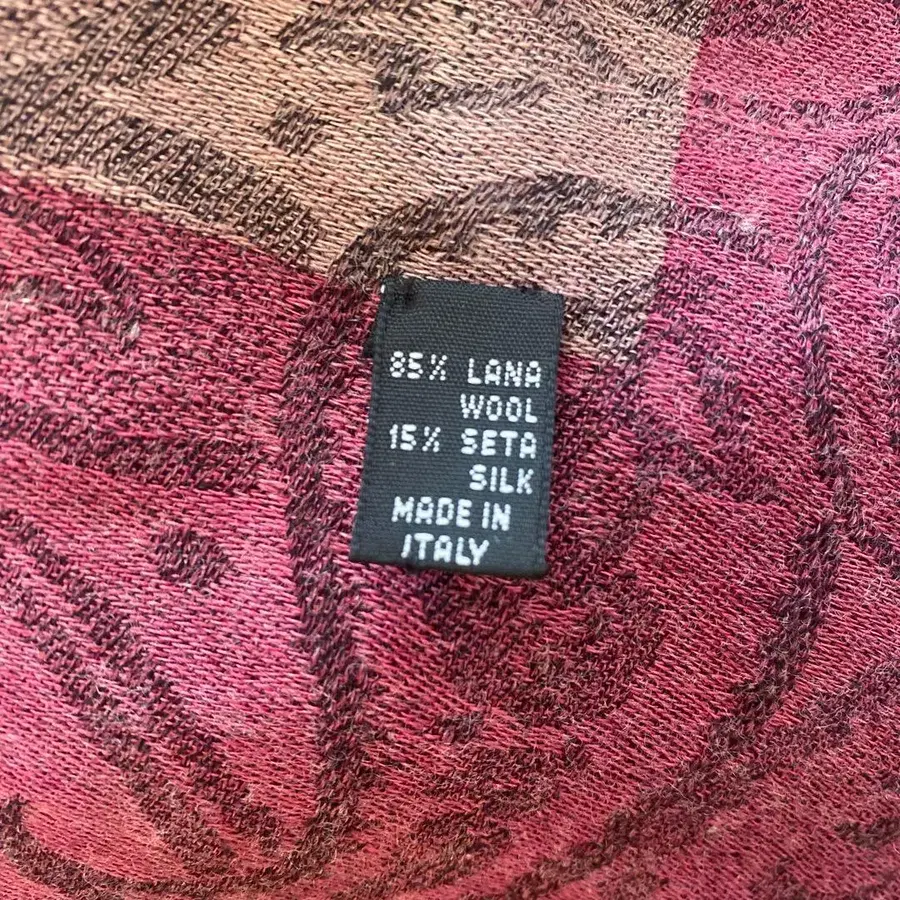 85% LANA
WOOL
15% SETA
SILK
MADE IN
ITALY